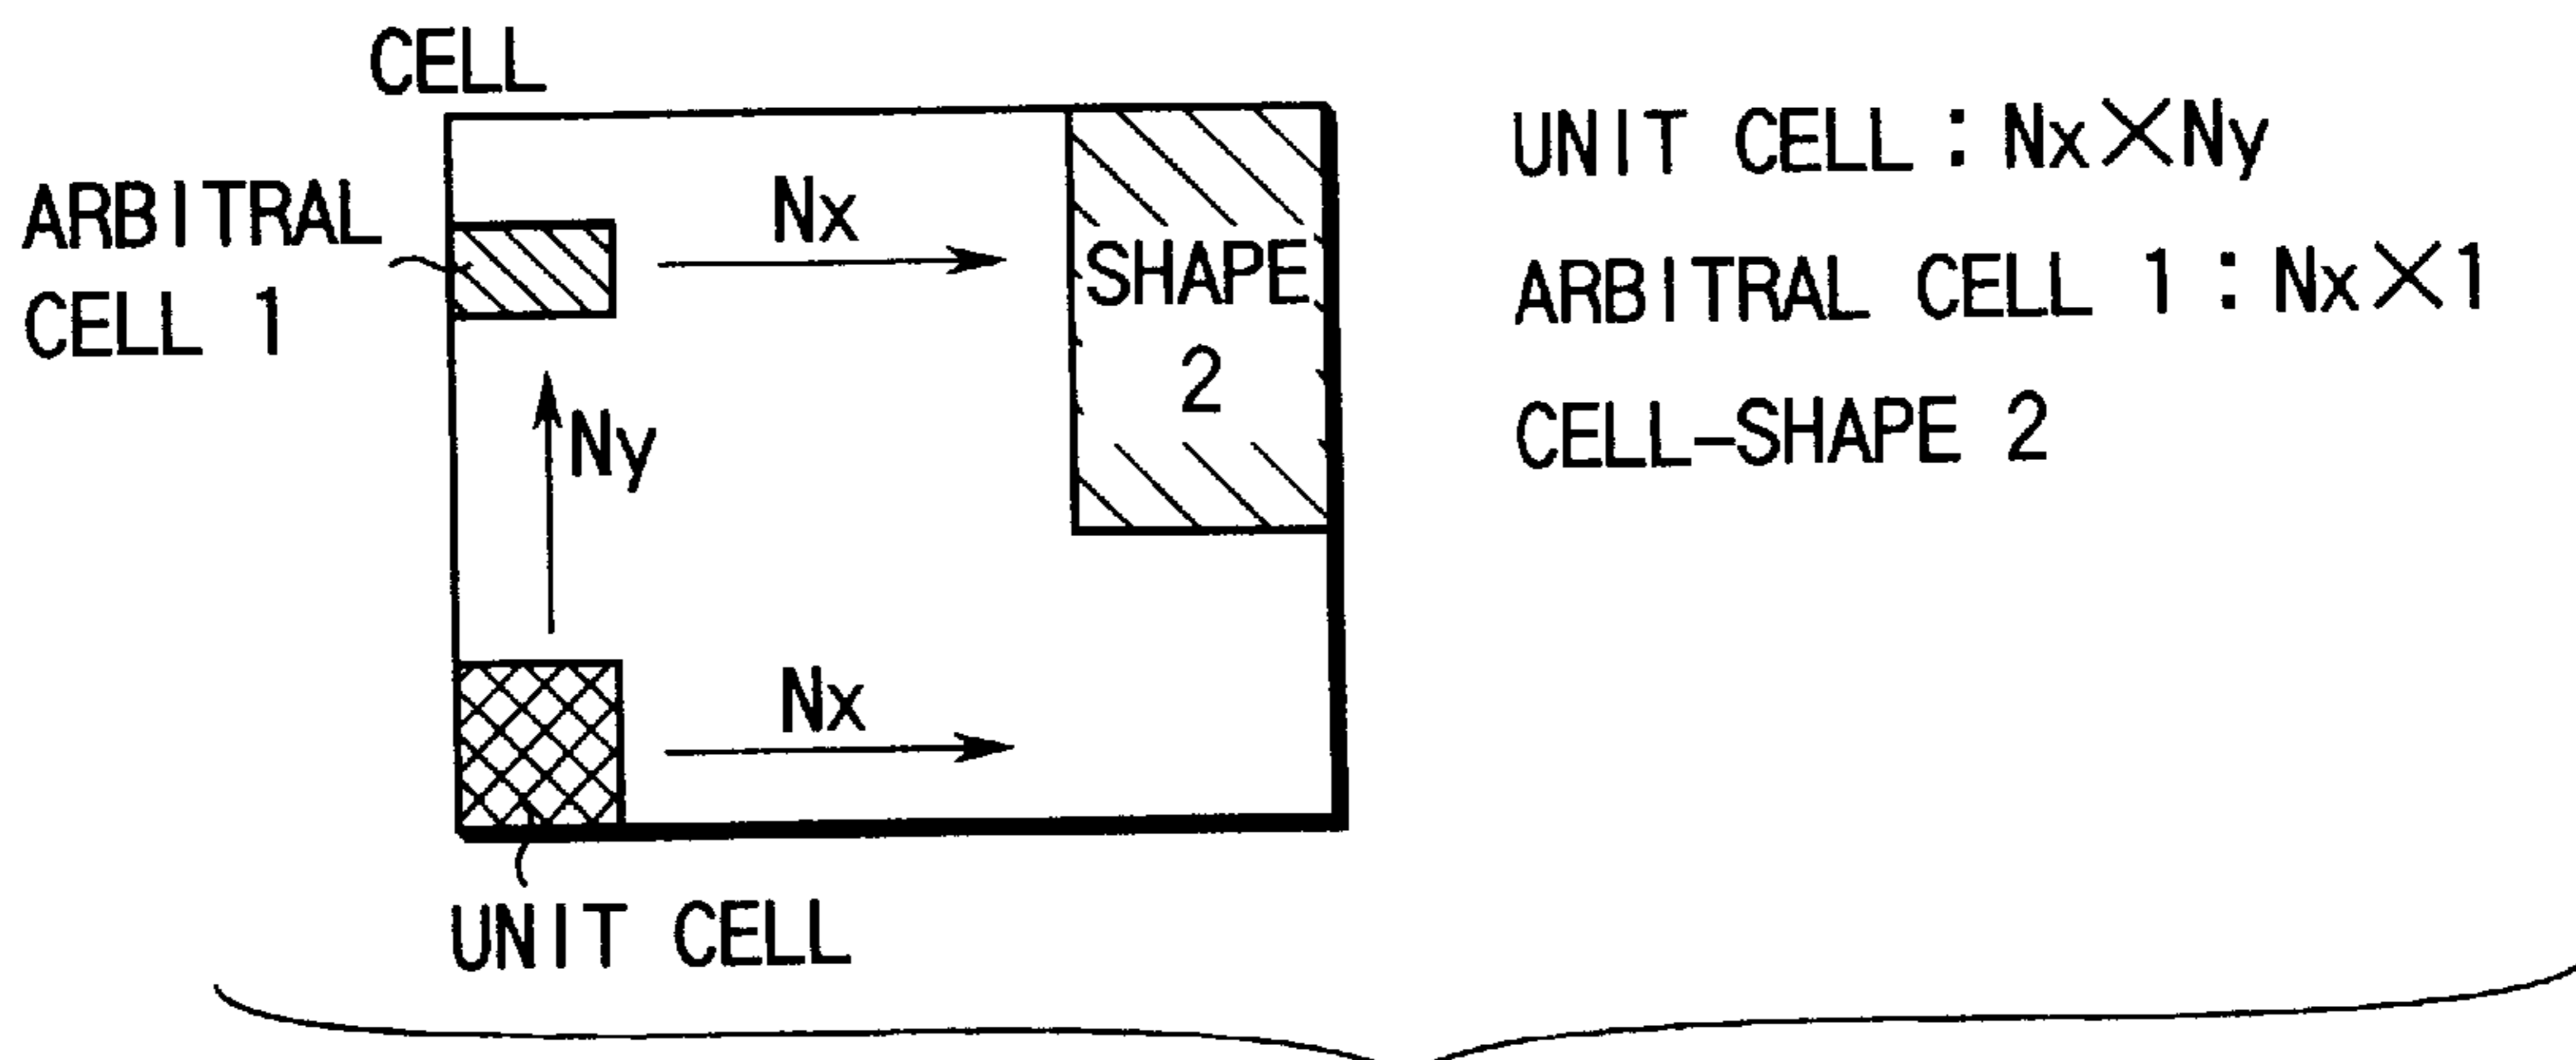 CELL
ARBITRAL
CELL 1
Nx
SHAPE
2
Ny
Nx
UNIT CELL
UNIT CELL : Nx×Ny
ARBITRAL CELL 1 : Nx×1
CELL-SHAPE 2